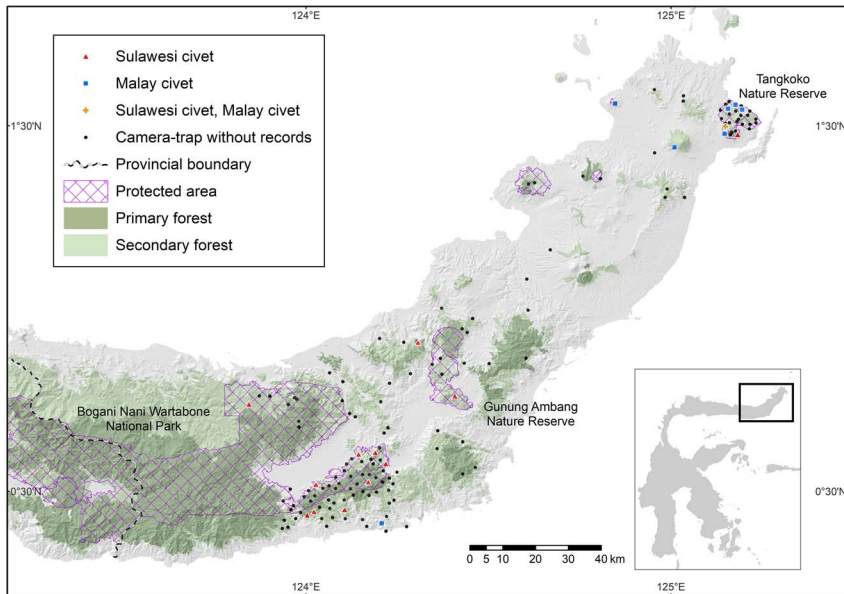 124°E
125°E
Sulawesi civet
Malay civet
Sulawesi civet, Malay civet
Camera-trap without records
Provincial boundary
Protected area
Primary forest
Secondary forest
Tangkoko
Nature Reserve
1°30'N
1°30'N
Bogani Nani Wartabone
National Park
Gunung Ambang
Nature Reserve
0°30'N
0°30'N
0 5 10 20 30 40 km
124°E
125°E